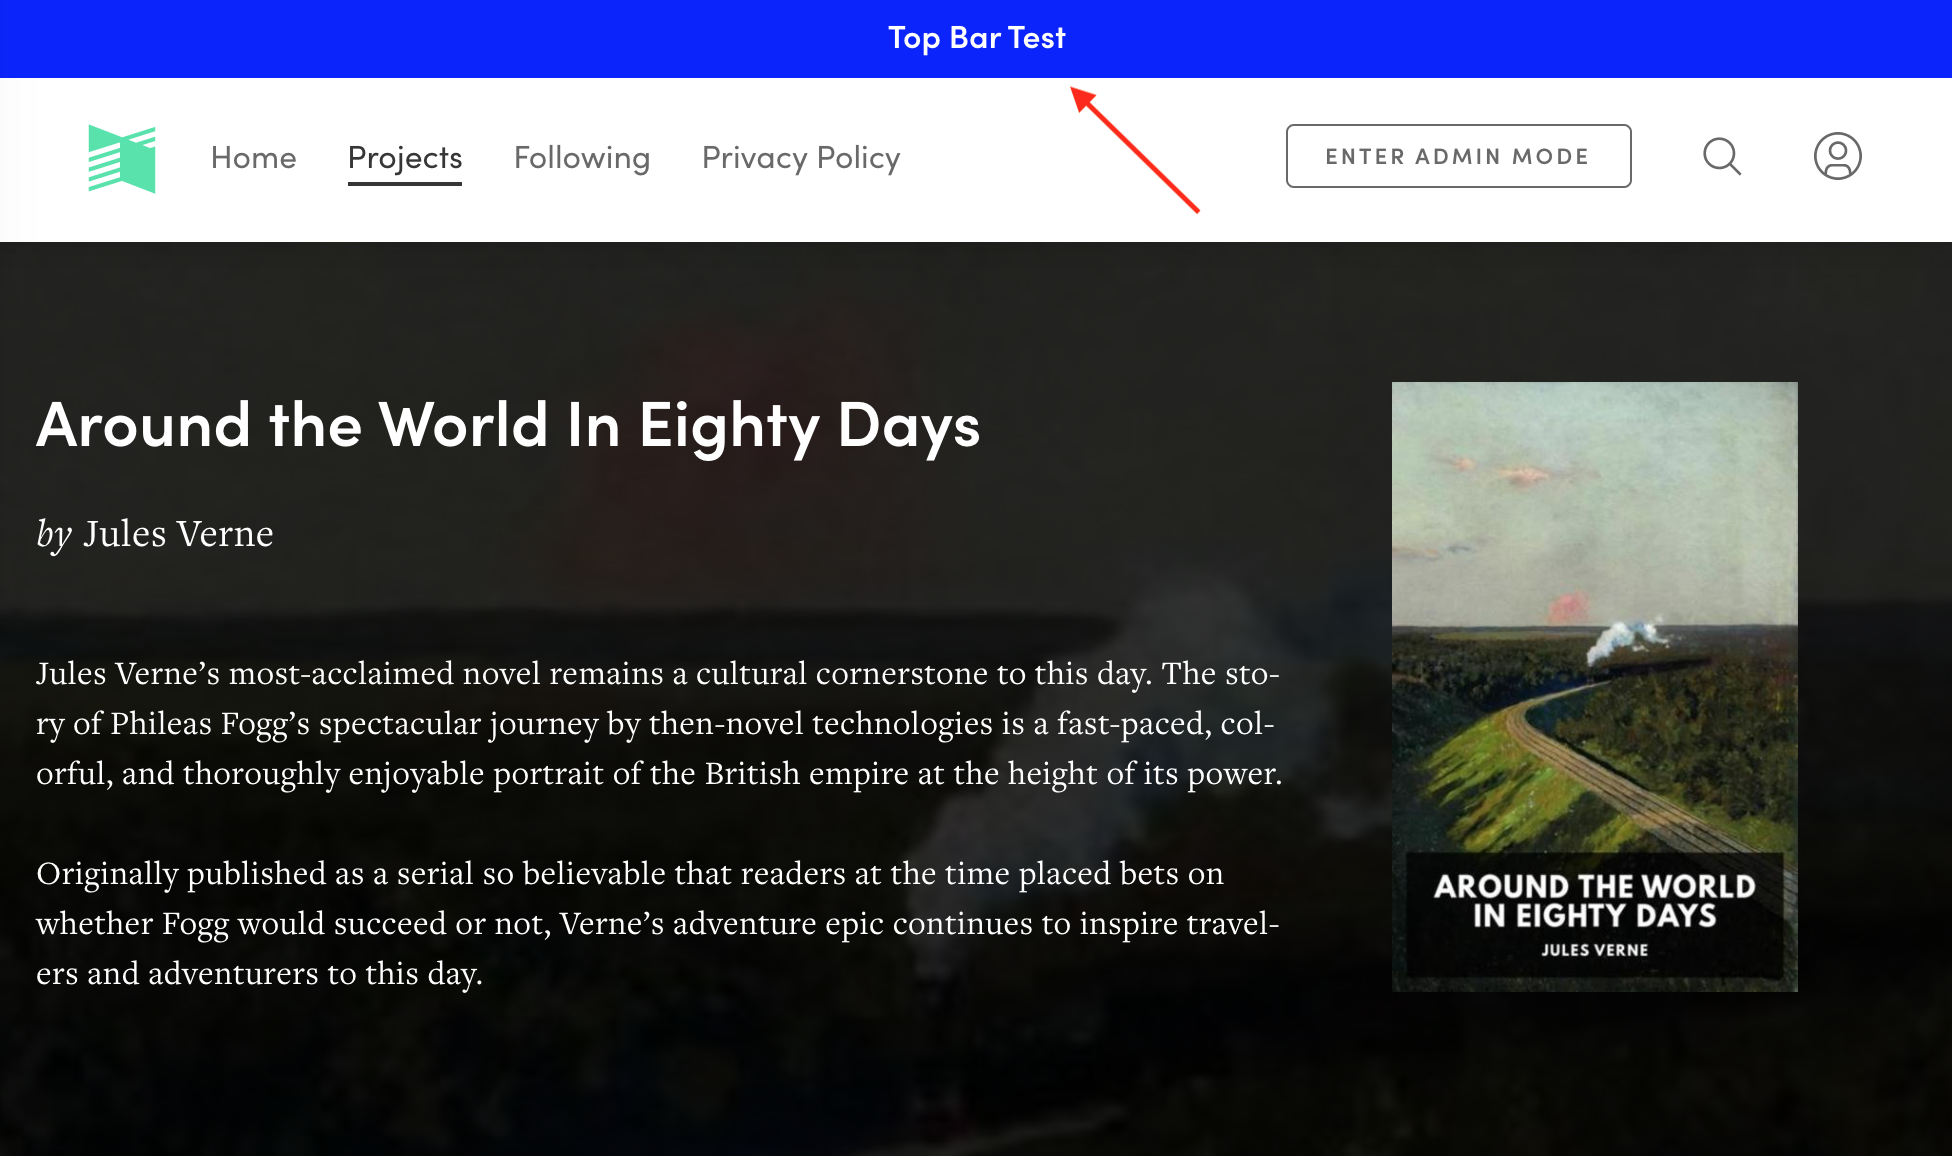 Top Bar Test
Home Projects Following Privacy Policy ENTER ADMIN MODE
Around the World In Eighty Days
by Jules Verne
Jules Verne’s most-acclaimed novel remains a cultural cornerstone to this day. The sto-
ry of Phileas Fogg’s spectacular journey by then-novel technologies is a fast-paced, col-
orful, and thoroughly enjoyable portrait of the British empire at the height of its power.
Originally published as a serial so believable that readers at the time placed bets on
whether Fogg would succeed or not, Verne’s adventure epic continues to inspire travel-
ers and adventurers to this day.
AROUND THE WORLD
IN EIGHTY DAYS
JULES VERNE